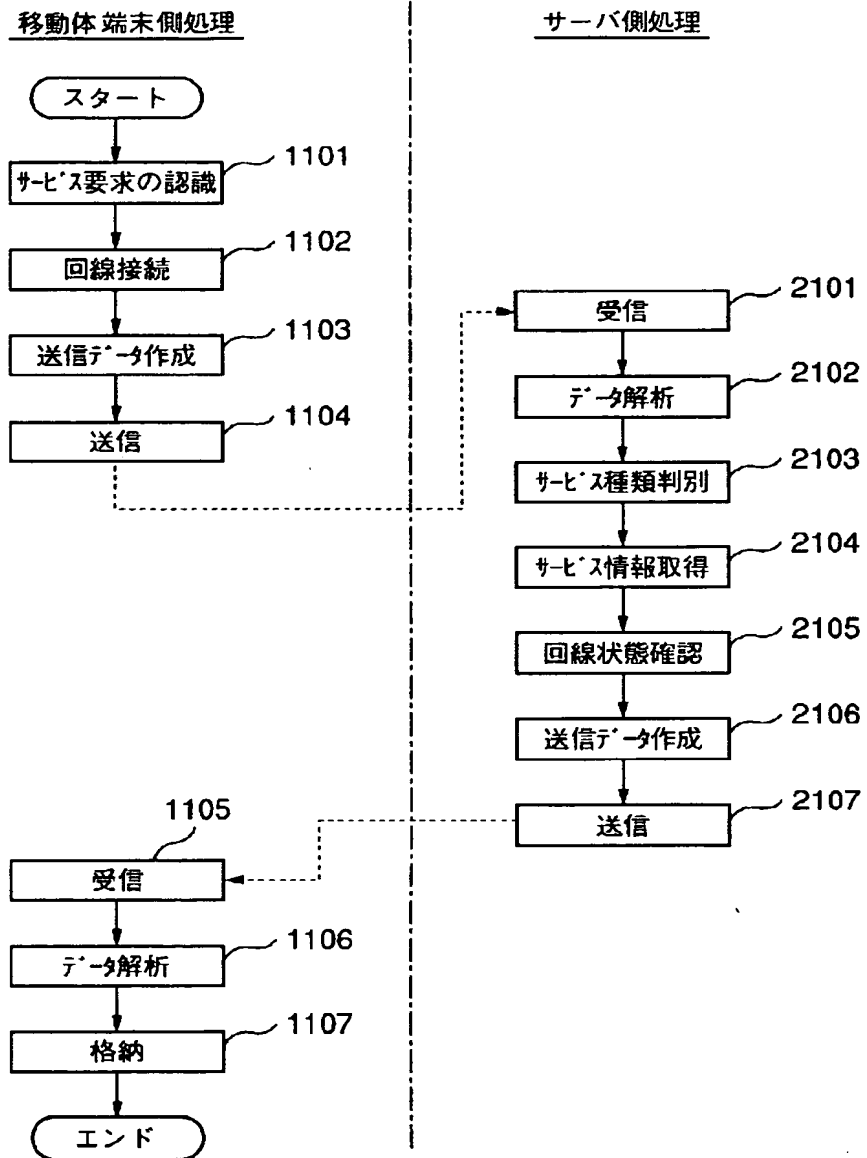 移動体端末側処理
スタート
1101
サービス要求の認識
1102
回線接続
1103
送信データ作成
1104
送信
サーバ側処理
2101
受信
2102
データ解析
2103
サービス種類判別
2104
サービス情報取得
2105
回線状態確認
2106
送信データ作成
2107
送信
1105
受信
1106
データ解析
1107
格納
エンド